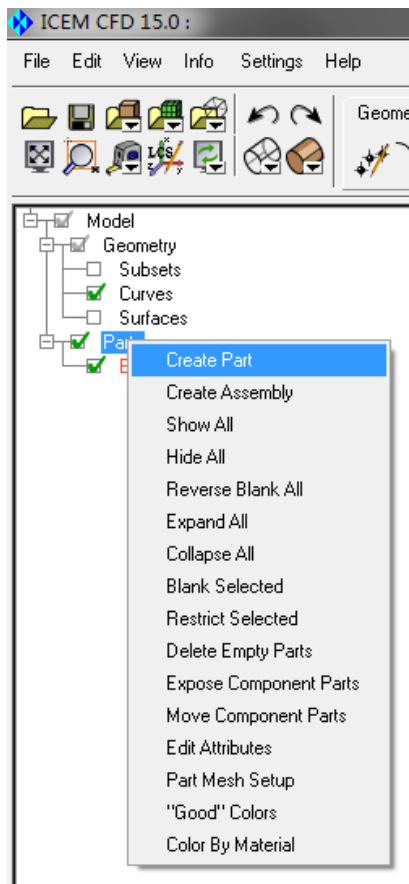 ICEM CFD 15.0 :
File Edit View Info Settings Help
Geome
LCS
Model
Geometry
Subsets
Curves
Surfaces
Part
Create Part
Create Assembly
Show All
Hide All
Reverse Blank All
Expand All
Collapse All
Blank Selected
Restrict Selected
Delete Empty Parts
Expose Component Parts
Move Component Parts
Edit Attributes
Part Mesh Setup
"Good" Colors
Color By Material